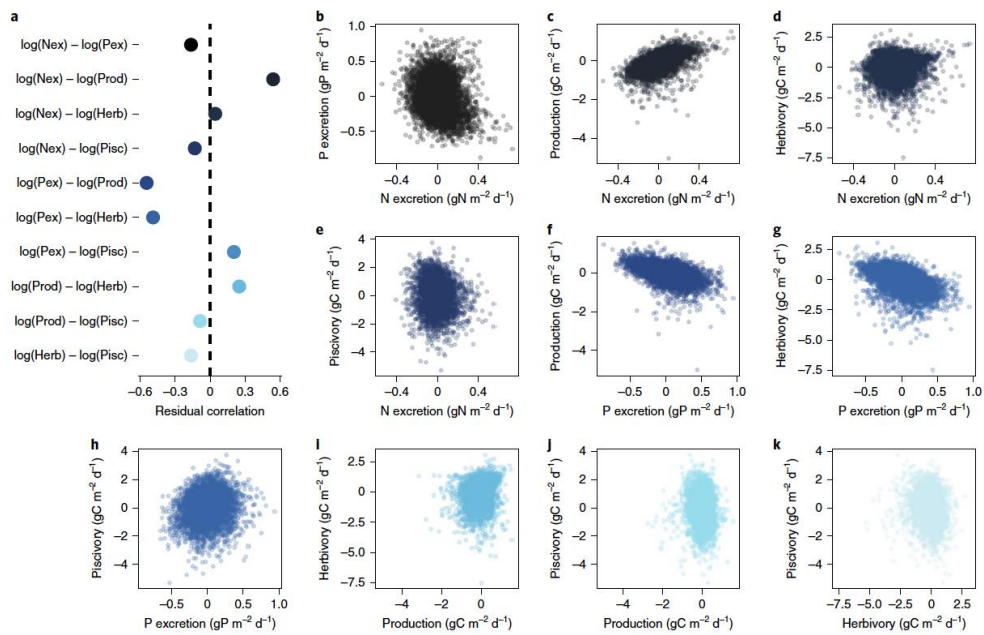 a
log(Nex) – log(Pex)
log(Nex) – log(Prod)
log(Nex) – log(Herb)
log(Nex) – log(Pisc)
log(Pex) – log(Prod)
log(Pex) – log(Herb)
log(Pex) – log(Pisc)
log(Prod) – log(Herb)
log(Prod) – log(Pisc)
log(Herb) – log(Pisc)
–0.6 –0.3 0 0.3 0.6
Residual correlation
b
P excretion (gP m−2 d−1)
1.0
0.5
0
–0.5
–0.4 0 0.4
N excretion (gN m−2 d−1)
c
Production (gC m−2 d−1)
0
–2
–4
–0.4 0 0.4
N excretion (gN m−2 d−1)
d
Herbivory (gC m−2 d−1)
2.5
0
–2.5
–5.0
–7.5
–0.4 0 0.4
N excretion (gN m−2 d−1)
e
Piscivory (gC m−2 d−1)
4
2
0
–2
–4
–0.4 0 0.4
N excretion (gN m−2 d−1)
f
Production (gC m−2 d−1)
0
–2
–4
–0.5 0 0.5 1.0
P excretion (gP m−2 d−1)
g
Herbivory (gC m−2 d−1)
2.5
0
–2.5
–5.0
–7.5
–0.5 0 0.5 1.0
P excretion (gP m−2 d−1)
h
Piscivory (gC m−2 d−1)
4
2
0
–2
–4
–0.5 0 0.5 1.0
P excretion (gP m−2 d−1)
i
Herbivory (gC m−2 d−1)
2.5
0
–2.5
–5.0
–7.5
–4 –2 0
Production (gC m−2 d−1)
j
Piscivory (gC m−2 d−1)
4
2
0
–2
–4
–4 –2 0
Production (gC m−2 d−1)
k
Piscivory (gC m−2 d−1)
4
2
0
–2
–4
–7.5 –5.0 –2.5 0 2.5
Herbivory (gC m−2 d−1)